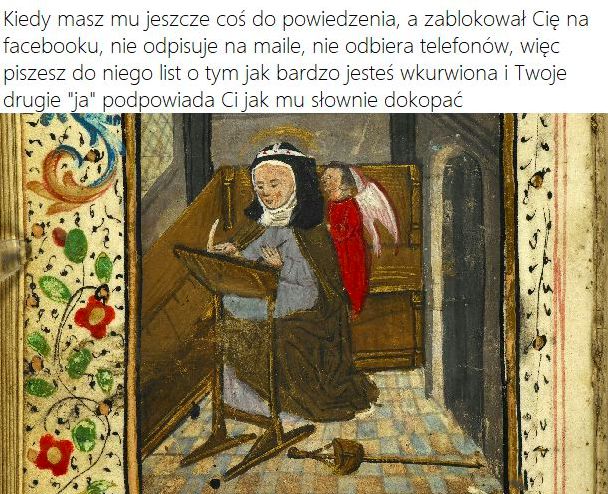 Kiedy masz mu jeszcze coś do powiedzenia, a zablokował Cię na
facebooku, nie odpisuje na maile, nie odbiera telefonów, więc
piszesz do niego list o tym jak bardzo jesteś wkurwiona i Twoje
drugie "ja" podpowiada Ci jak mu słownie dokopać